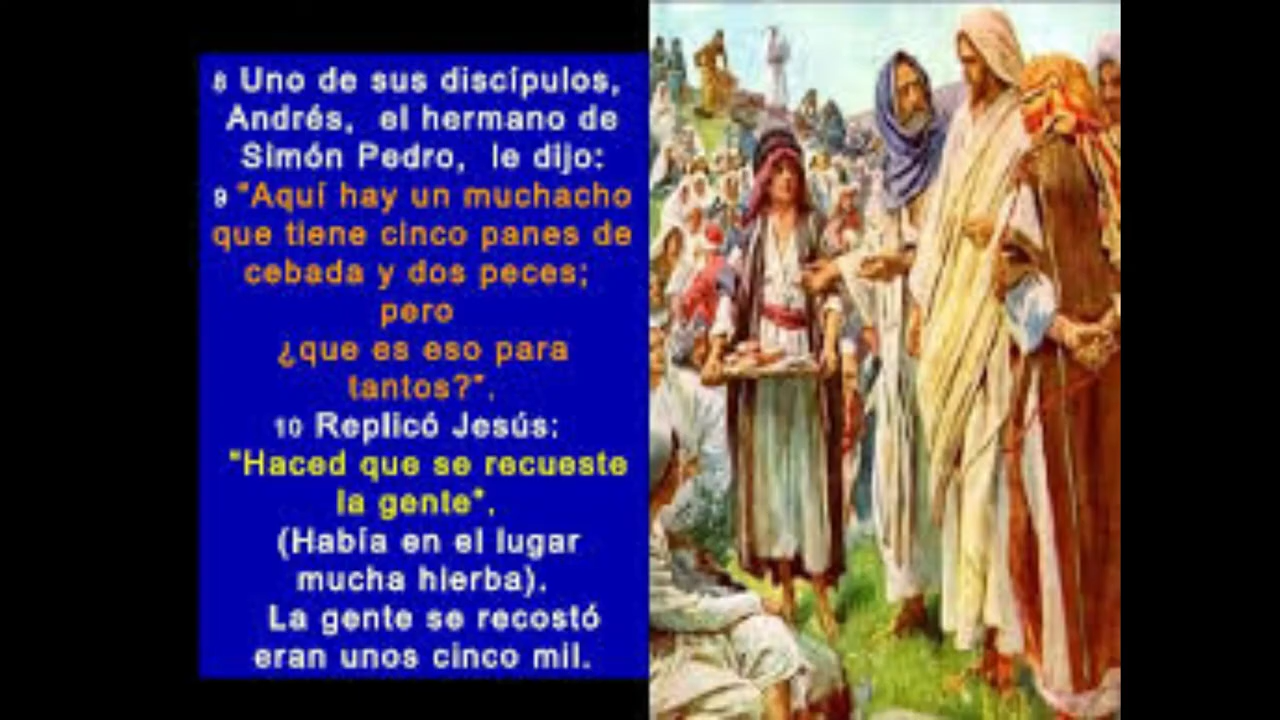 8 Uno de sus discípulos,
Andrés, el hermano de
Simón Pedro, le dijo:
9 "Aquí hay un muchacho
que tiene cinco panes de
cebada y dos peces;
pero
¿que es eso para
tantos?".
10 Replicó Jesús:
"Haced que se recueste
la gente".
(Había en el lugar
mucha hierba).
La gente se recostó
eran unos cinco mil.